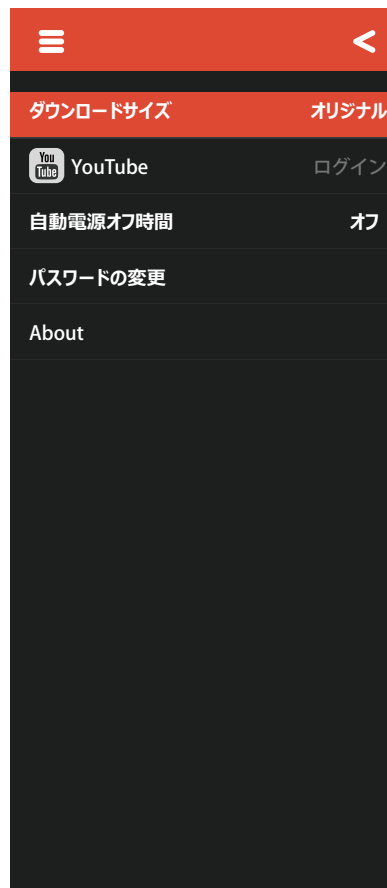 ダウンロードサイズ オリジナル
You Tube YouTube ログイン
自動電源オフ時間 オフ
パスワードの変更
About